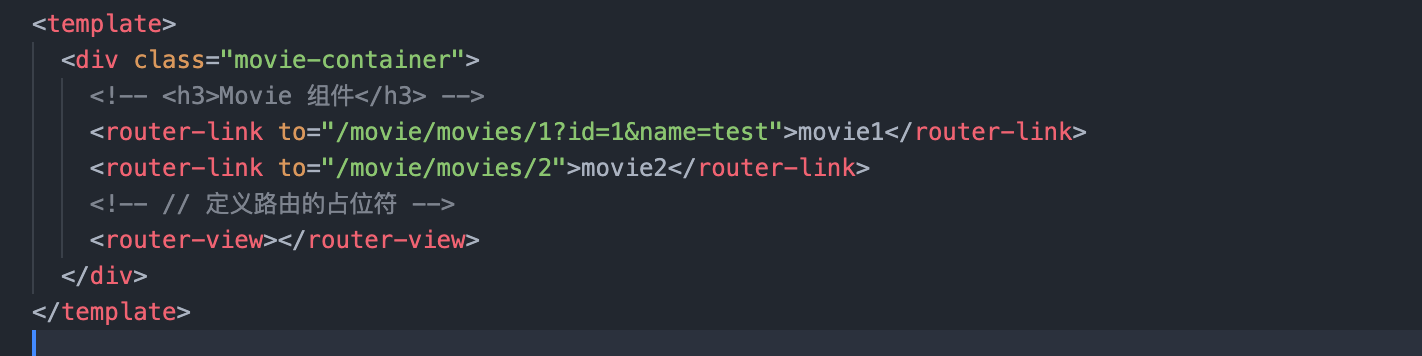 <template>
<div class="movie-container">
<!-- <h3>Movie 组件</h3> -->
<router-link to="/movie/movies/1?id=1&name=test">movie1</router-link>
<router-link to="/movie/movies/2">movie2</router-link>
<!-- // 定义路由的占位符 -->
<router-view></router-view>
</div>
</template>